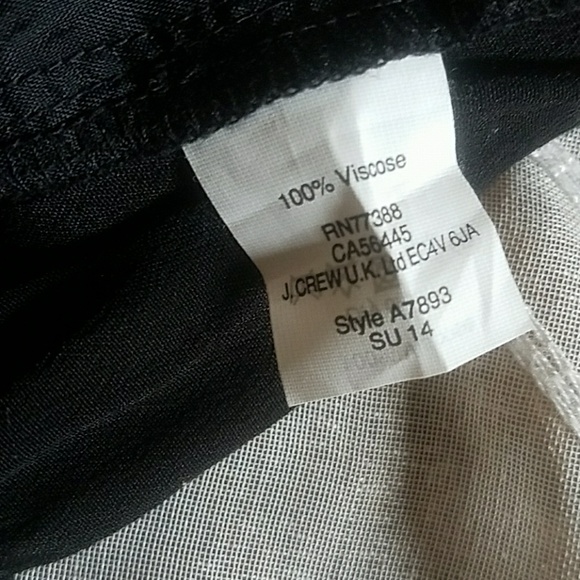 100% Viscose
RN77388
CA56445
J. CREW U.K. Ltd EC4V 6JA
Style A7893
SU 14